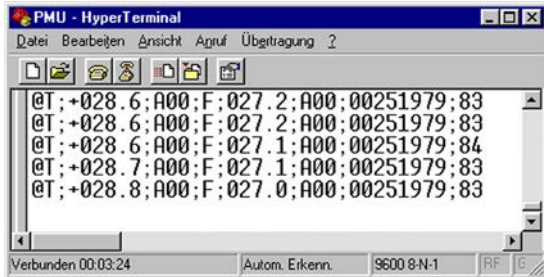 PMU - HyperTerminal
Datei Bearbeiten Ansicht Anruf Übertragung ?
@T;+028.6;A00;F;027.2;A00;00251979;83
@T;+028.6;A00;F;027.2;A00;00251979;83
@T;+028.6;A00;F;027.1;A00;00251979;84
@T;+028.7;A00;F;027.1;A00;00251979;83
@T;+028.8;A00;F;027.0;A00;00251979;83
Verbunden 00:03:24 Autom. Erkenn. 9600 8-N-1 RF G